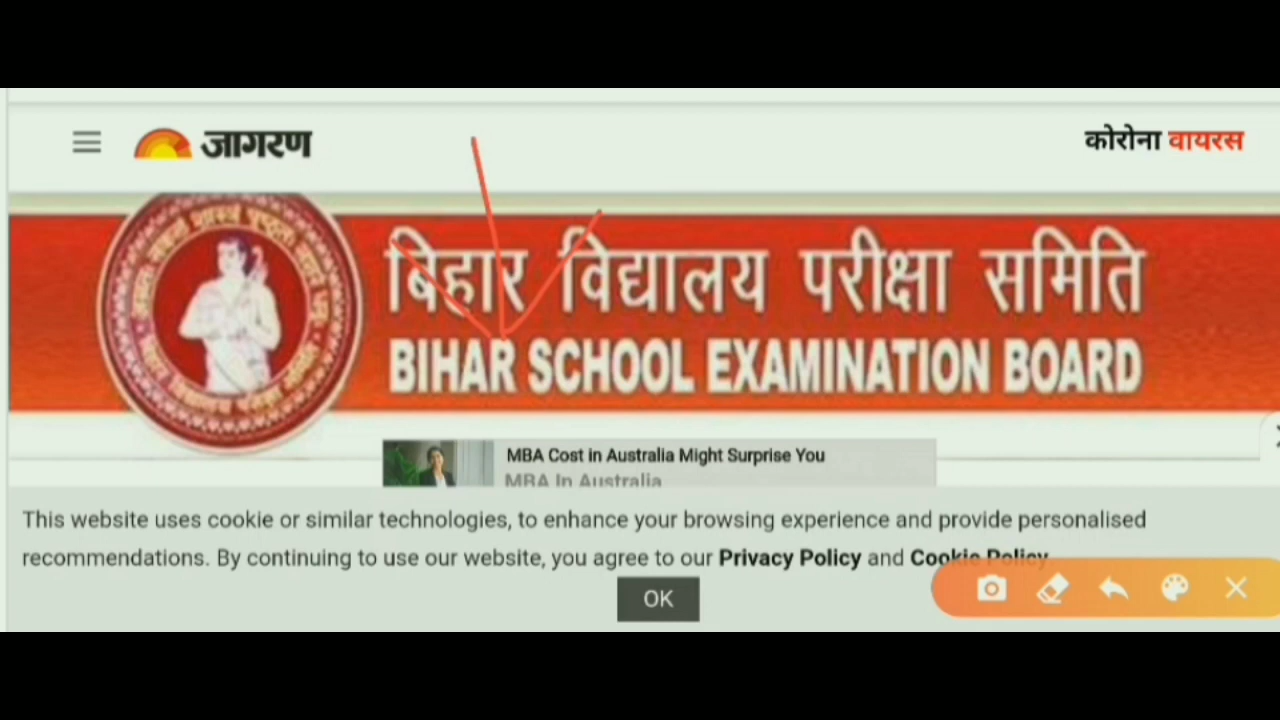 जागरण
कोरोना वायरस
बिहार विद्यालय परीक्षा समिति
BIHAR SCHOOL EXAMINATION BOARD
MBA Cost in Australia Might Surprise You
MBA In Australia
This website uses cookie or similar technologies, to enhance your browsing experience and provide personalised
recommendations. By continuing to use our website, you agree to our Privacy Policy and Cookie Policy.
OK